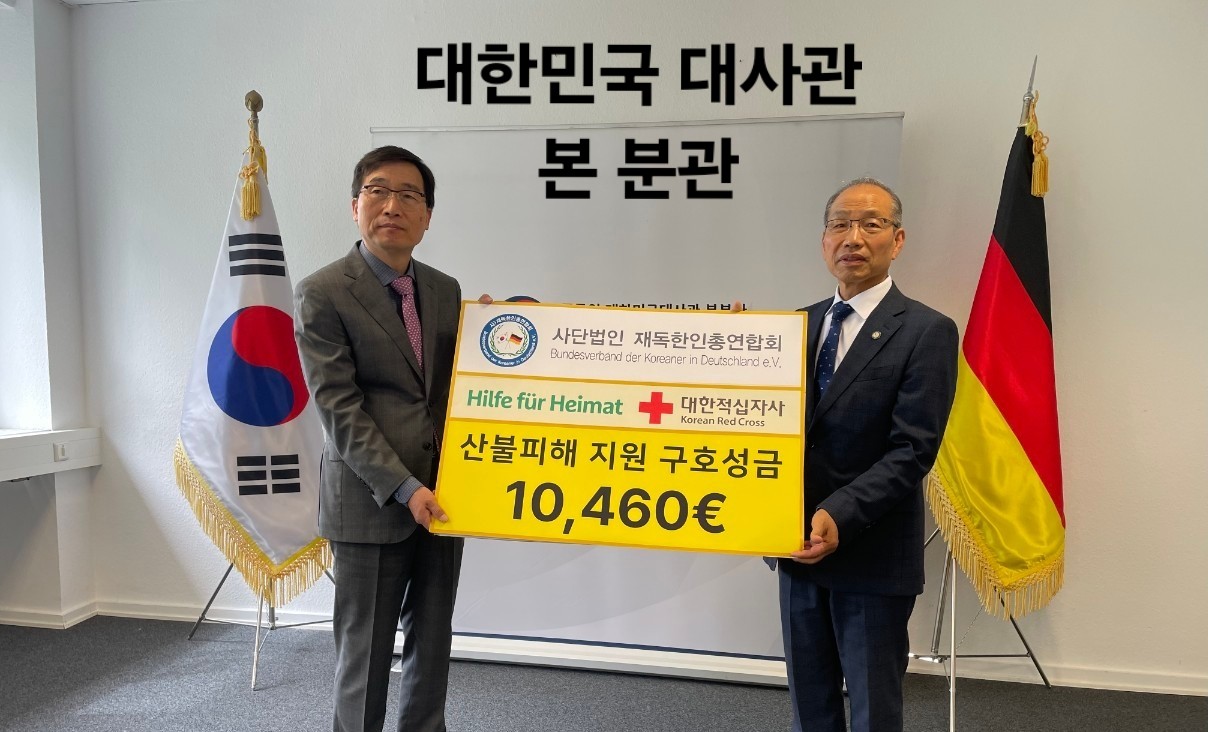 대한민국 대사관
본 분관
사단법인 재독한인총연합회
Bundesverband der Koreaner in Deutschland e.V.
Hilfe für Heimat
대한적십자사
Korean Red Cross
산불피해 지원 구호성금
10,460€